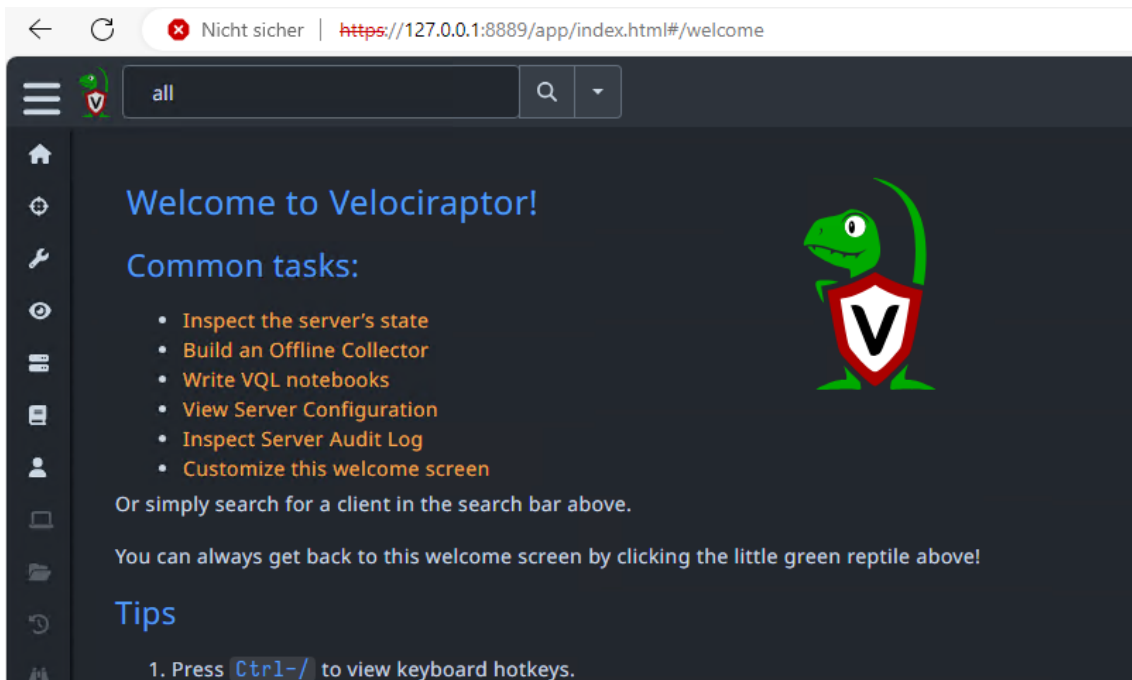 Nicht sicher | https://127.0.0.1:8889/app/index.html#/welcome
V
all
Welcome to Velociraptor!
Common tasks:
• Inspect the server's state
• Build an Offline Collector
• Write VQL notebooks
• View Server Configuration
• Inspect Server Audit Log
• Customize this welcome screen
V
Or simply search for a client in the search bar above.
You can always get back to this welcome screen by clicking the little green reptile above!
Tips
1. Press Ctrl-/ to view keyboard hotkeys.